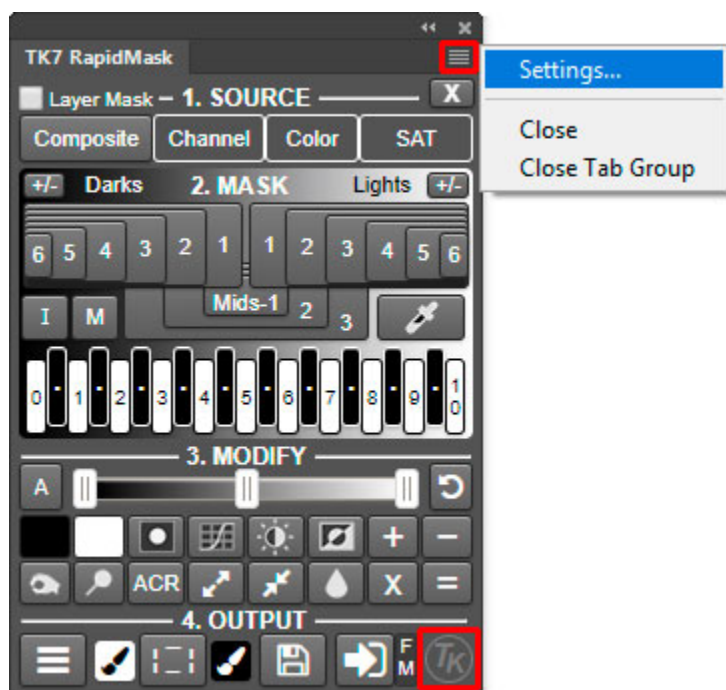 TK7 RapidMask
Settings...
Close
Close Tab Group
Layer Mask – 1. SOURCE
X
Composite Channel Color SAT
+/- Darks 2. MASK Lights +/-
6 5 4 3 2 1 1 2 3 4 5 6
I M Mids-1 2 3
0 1 2 3 4 5 6 7 8 9 10
3. MODIFY
A
+ −
ACR X =
4. OUTPUT
F
M
TK